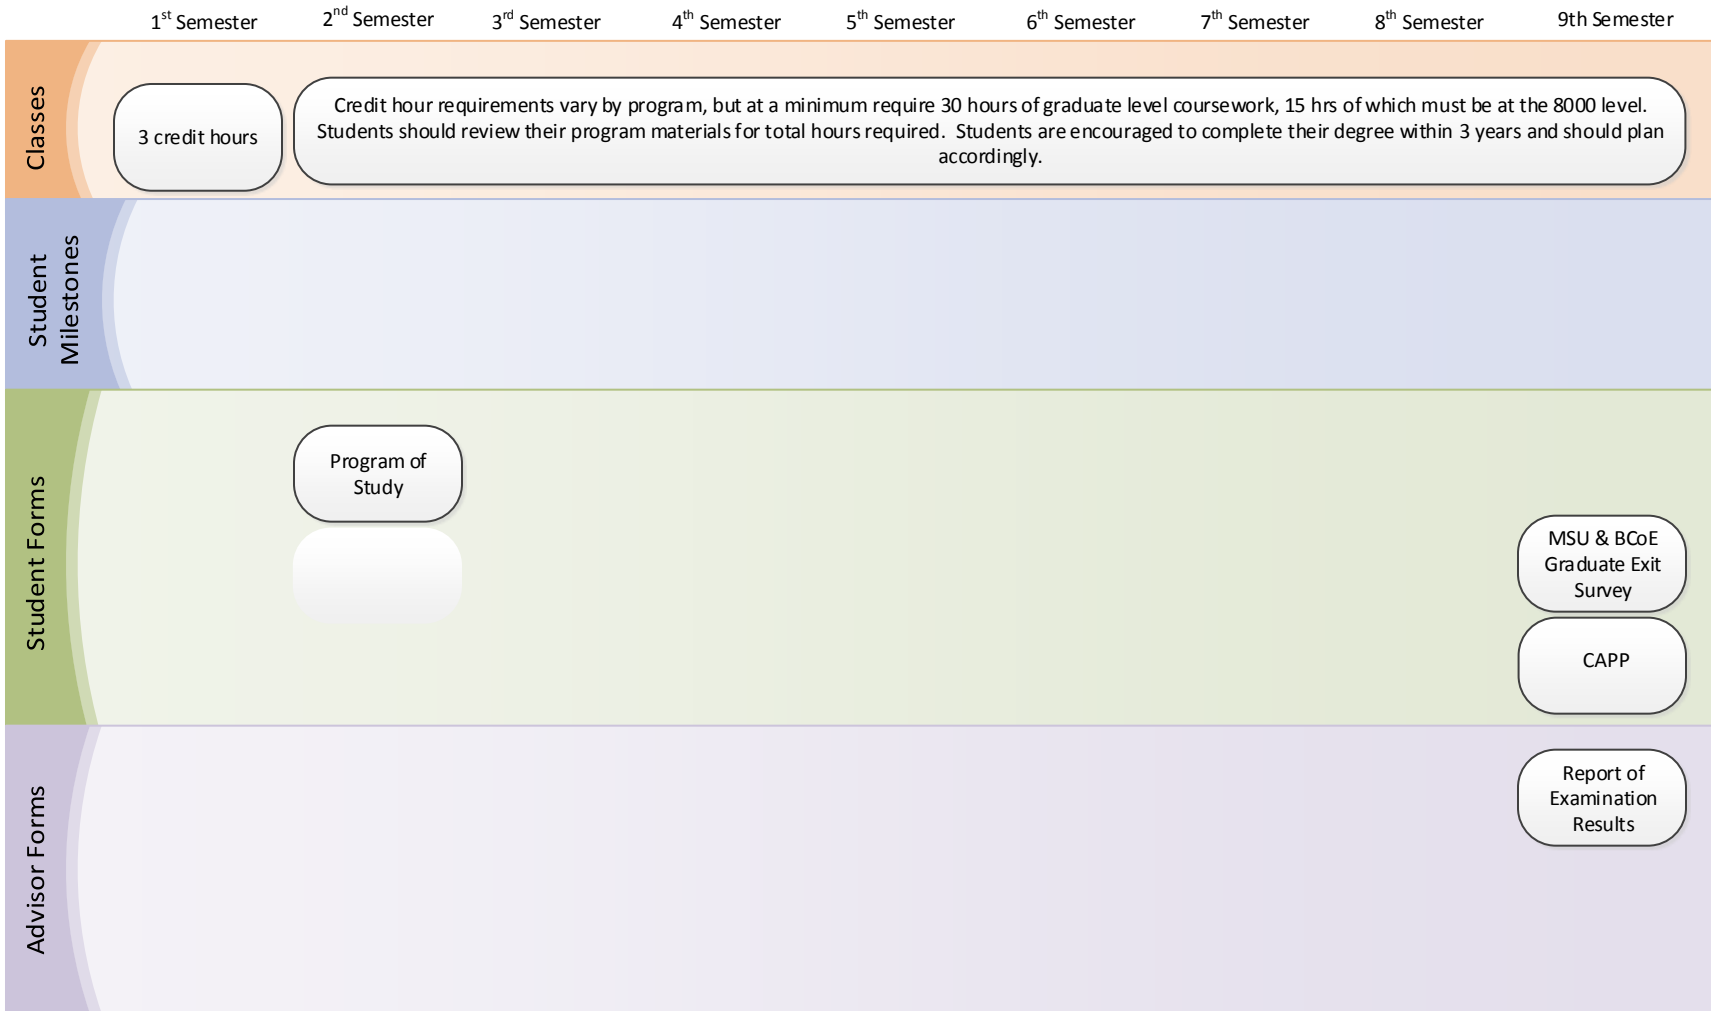 1st Semester
2nd Semester
3rd Semester
4th Semester
5th Semester
6th Semester
7th Semester
8th Semester
9th Semester
Classes
3 credit hours
Credit hour requirements vary by program, but at a minimum require 30 hours of graduate level coursework, 15 hrs of which must be at the 8000 level.
Students should review their program materials for total hours required.  Students are encouraged to complete their degree within 3 years and should plan
accordingly.
Student
Milestones
Student Forms
Program of
Study
MSU & BCoE
Graduate Exit
Survey
CAPP
Advisor Forms
Report of
Examination
Results